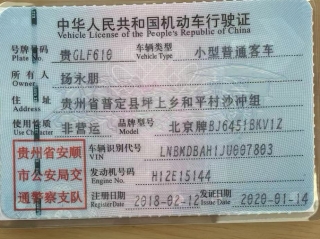 中华人民共和国机动车行驶证
Vehicle License of the People's Republic of China
号牌号码 贵GLF618 车辆类型 小型普通客车
Plate No. Vehicle Type
所有人 扬永朋
Owner
住址 贵州省普定县坪上乡和平村沙冲组
Address
使用性质 非营运 品牌型号 北京牌BJ6451BKV1Z
Use Character Model
贵州省安顺 车辆识别代号 LNBMDBAH1JU007803
VIN
市公安局交 发动机号码 H12E15144
Engine No.
通警察支队 注册日期 2018-02-12 发证日期 2020-01-14
Register Date Issue Date